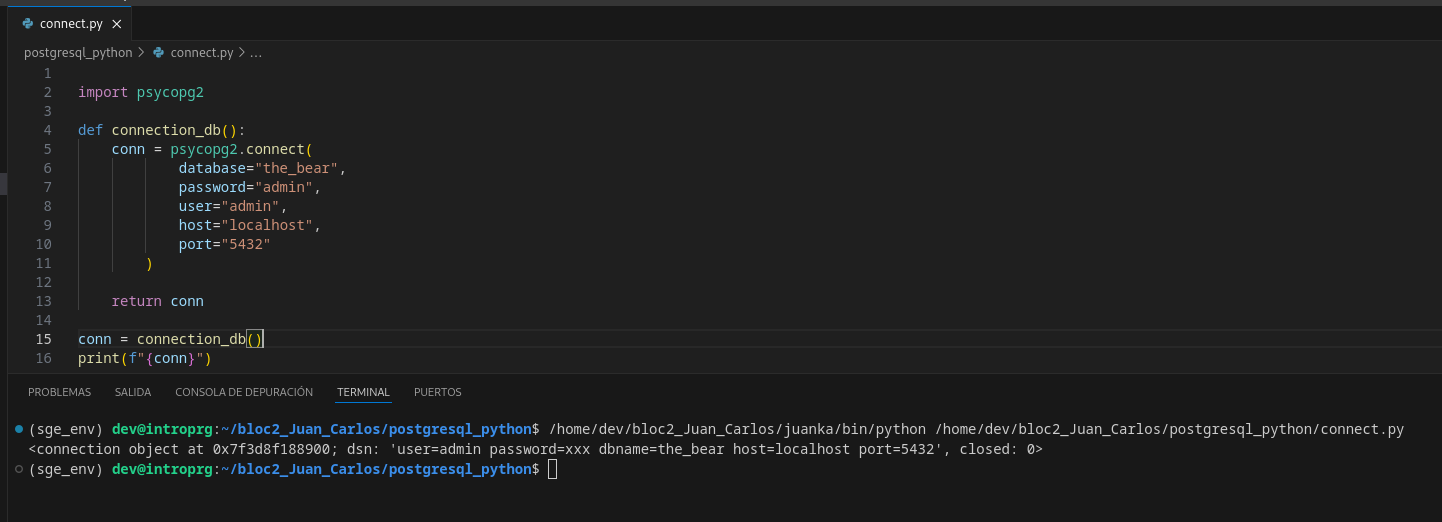 connect.py
postgresql_python > connect.py > ...
1
2 import psycopg2
3
4 def connection_db():
5     conn = psycopg2.connect(
6             database="the_bear",
7             password="admin",
8             user="admin",
9             host="localhost",
10             port="5432"
11         )
12
13     return conn
14
15 conn = connection_db()
16 print(f"{conn}")
PROBLEMAS SALIDA CONSOLA DE DEPURACIÓN TERMINAL PUERTOS
(sge_env) dev@introprg:~/bloc2_Juan_Carlos/postgresql_python$ /home/dev/bloc2_Juan_Carlos/juanka/bin/python /home/dev/bloc2_Juan_Carlos/postgresql_python/connect.py
<connection object at 0x7f3d8f188900; dsn: 'user=admin password=xxx dbname=the_bear host=localhost port=5432', closed: 0>
(sge_env) dev@introprg:~/bloc2_Juan_Carlos/postgresql_python$